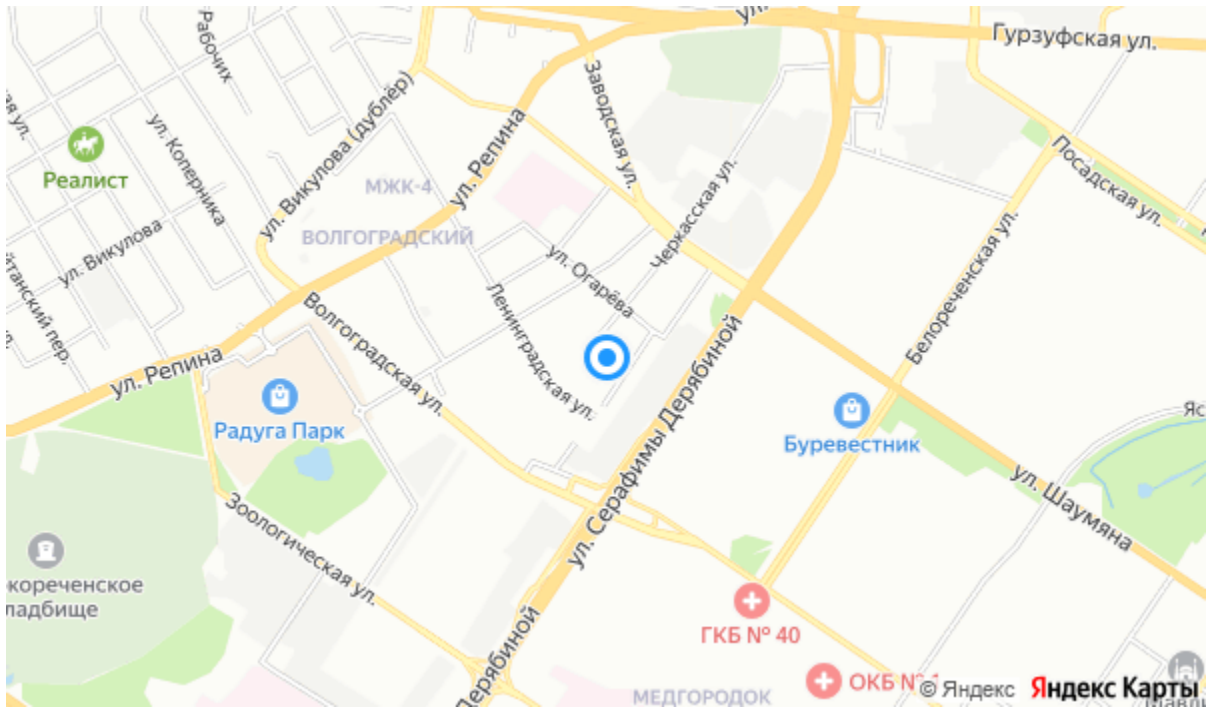 Гурзуфская ул.
Рабочих
Заводская ул.
ул. Викулова (дублёр)
ул. Репина
ул. Коперника
Реалист
МЖК-4
Черкасская ул.
Посадская ул.
ул. Викулова
ВОЛГОГРАДСКИЙ
ул. Огарёва
Белореченская ул.
Ленинградская ул.
Волгоградская ул.
ул. Репина
Радуга Парк
ул. Серафимы Дерябиной
Буревестник
ул. Шаумяна
Зоологическая ул.
ГКБ № 40
ОКБ №
МЕДГОРОДОК
Дерябиной
© Яндекс Яндекс Карты